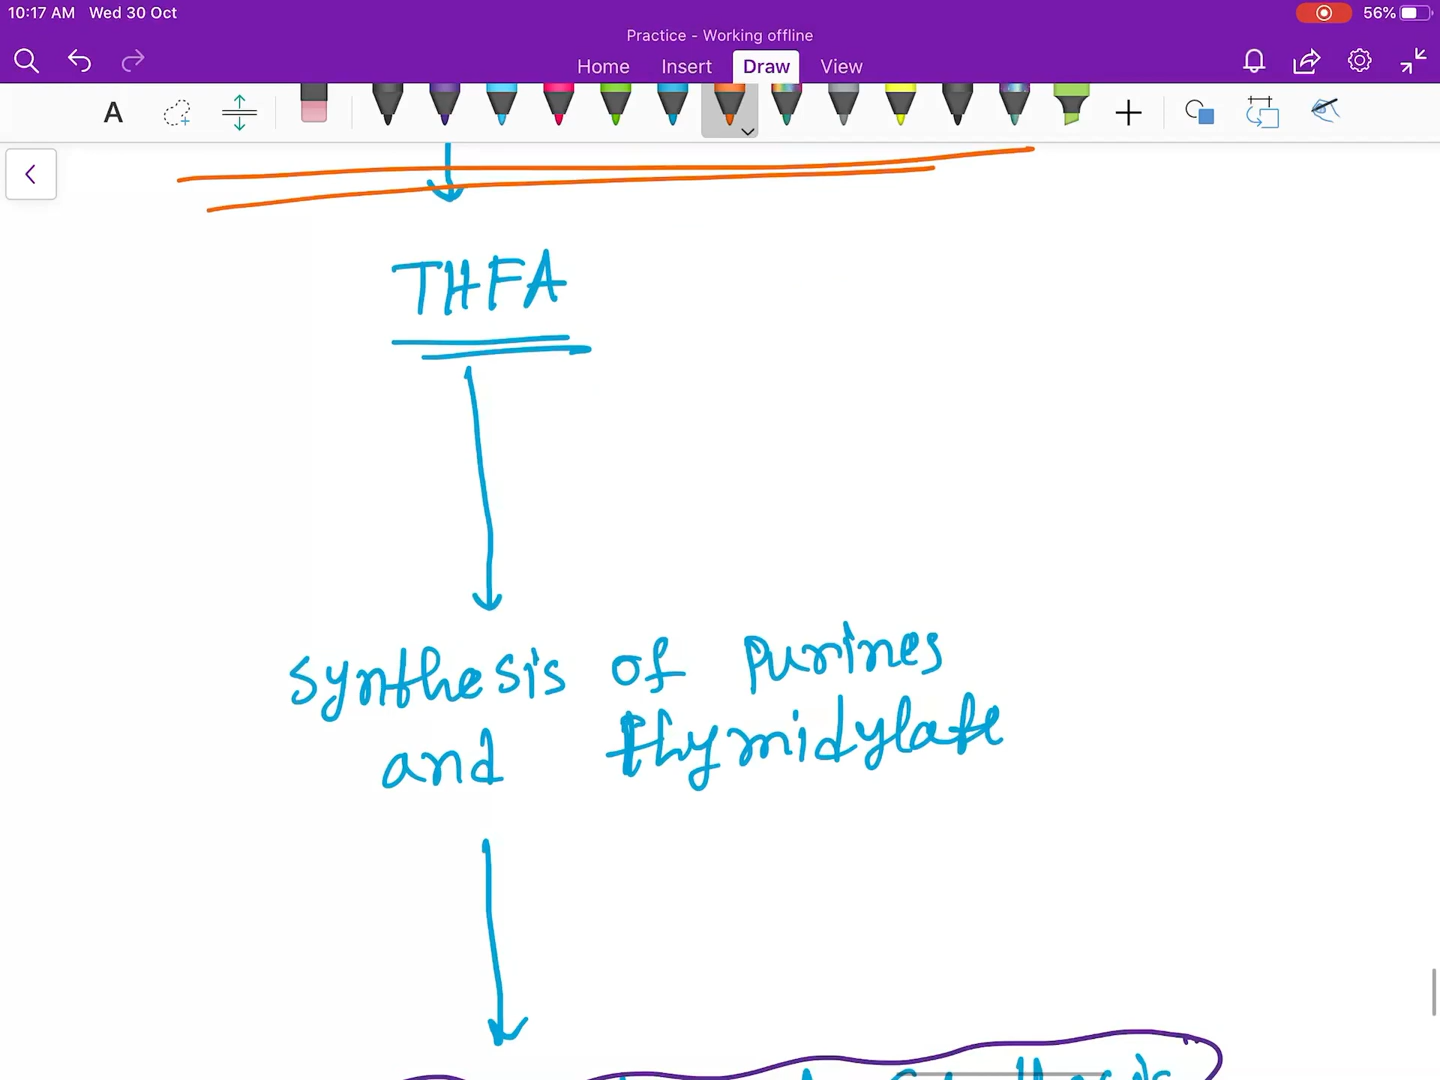 10:17 AM Wed 30 Oct
56%
Practice - Working offline
Home Insert Draw View
A
THFA
synthesis of purines
and thymidylate
synthesis